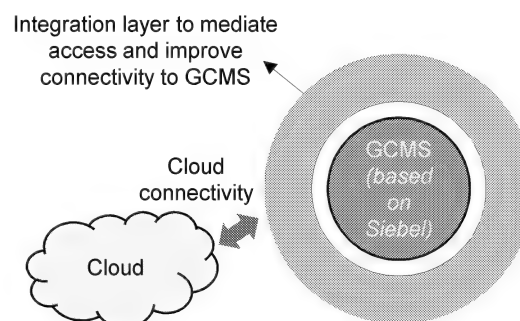 Integration layer to mediate
access and improve
connectivity to GCMS
GCMS
(based
on
Siebel)
Cloud
connectivity
Cloud